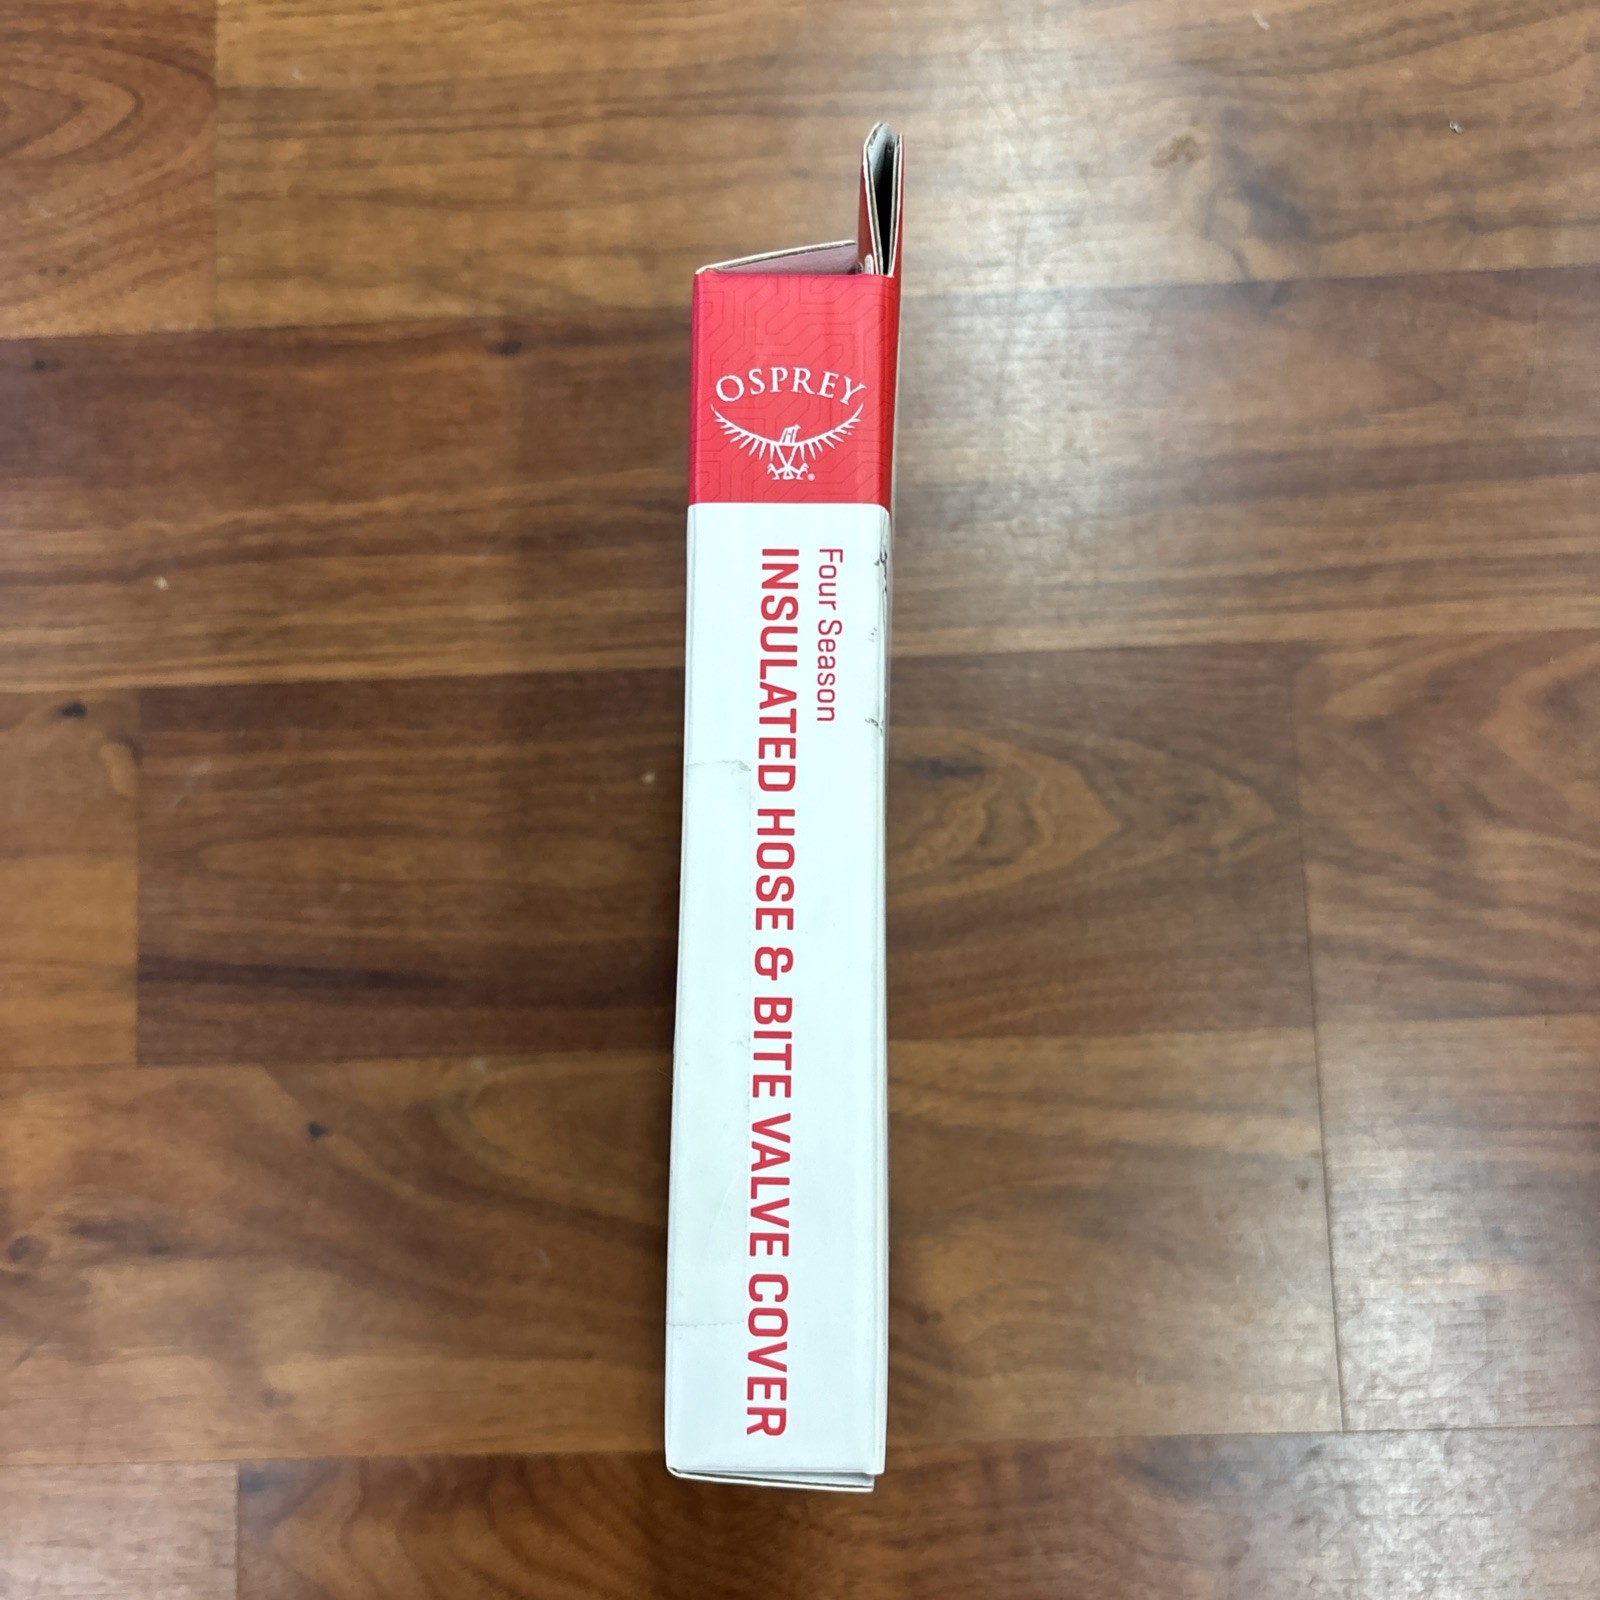 OSPREY
Four Season
INSULATED HOSE & BITE VALVE COVER